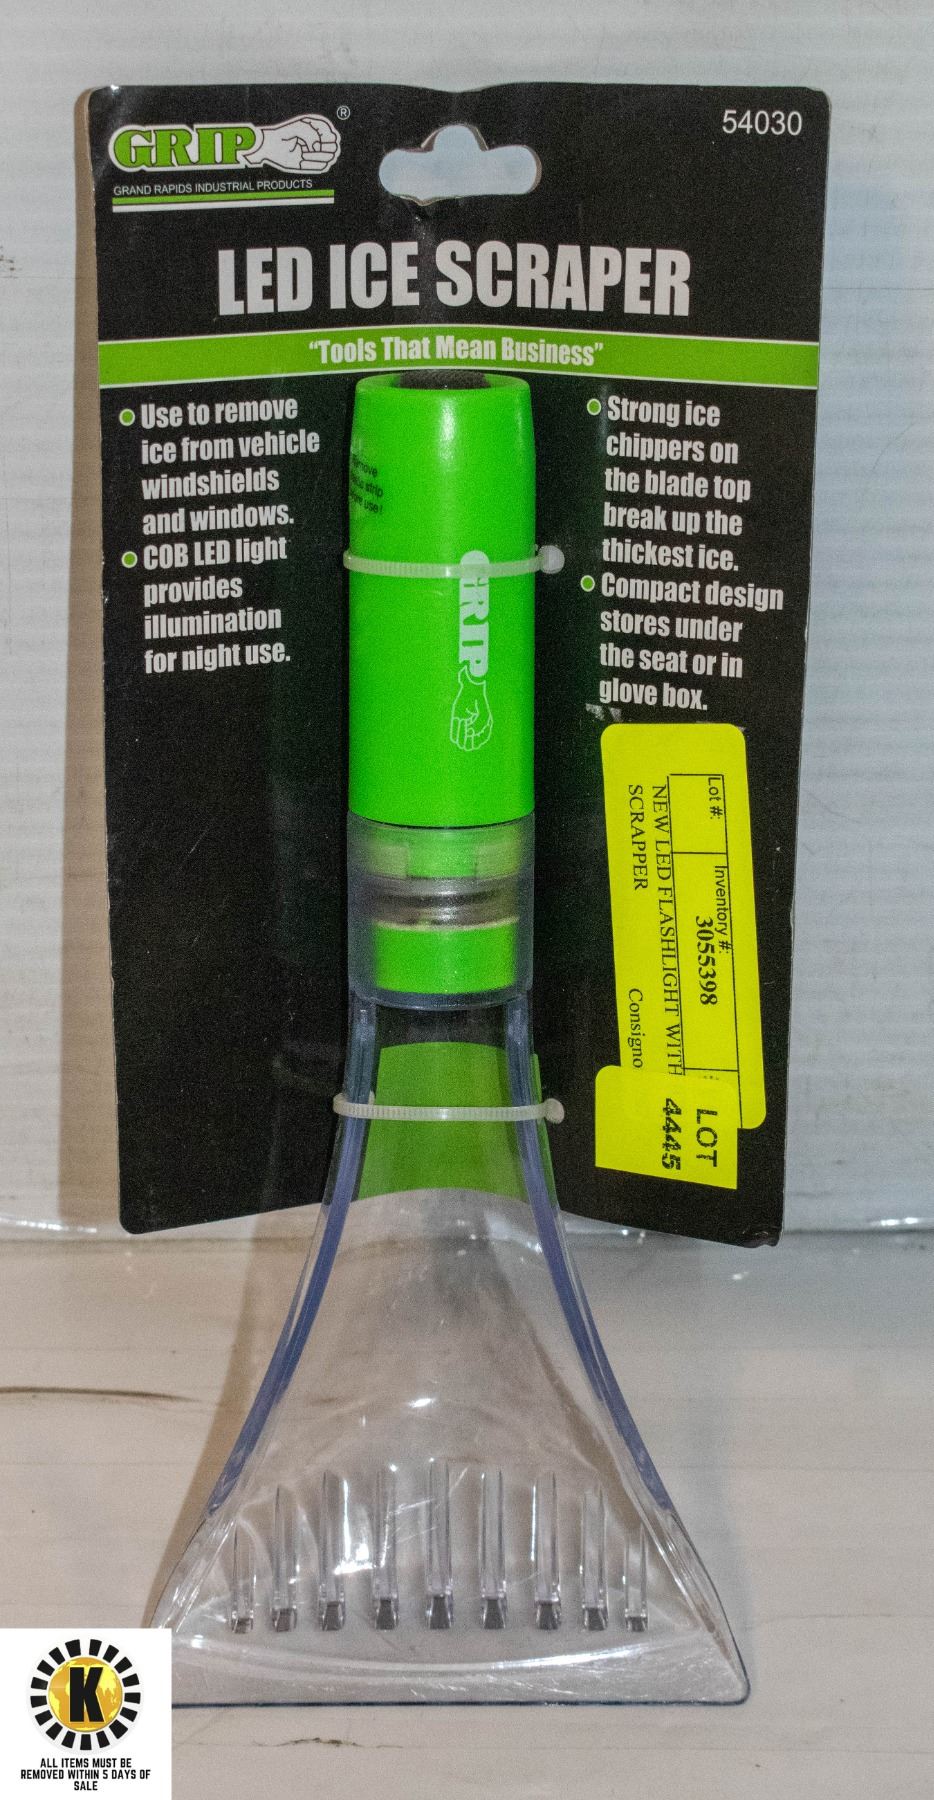 GRIP®
GRAND RAPIDS INDUSTRIAL PRODUCTS
54030
LED ICE SCRAPER
"Tools That Mean Business"
Use to remove
ice from vehicle
windshields
and windows.
COB LED light
provides
illumination
for night use.
Strong ice
chippers on
the blade top
break up the
thickest ice.
Compact design
stores under
the seat or in
glove box.
strip
use!
GRIP
Lot #:
Inventory #:
3055398
NEW LED FLASHLIGHT WITH
SCRAPPER
Consigno
LOT
4445
K
ALL ITEMS MUST BE
REMOVED WITHIN 5 DAYS OF
SALE